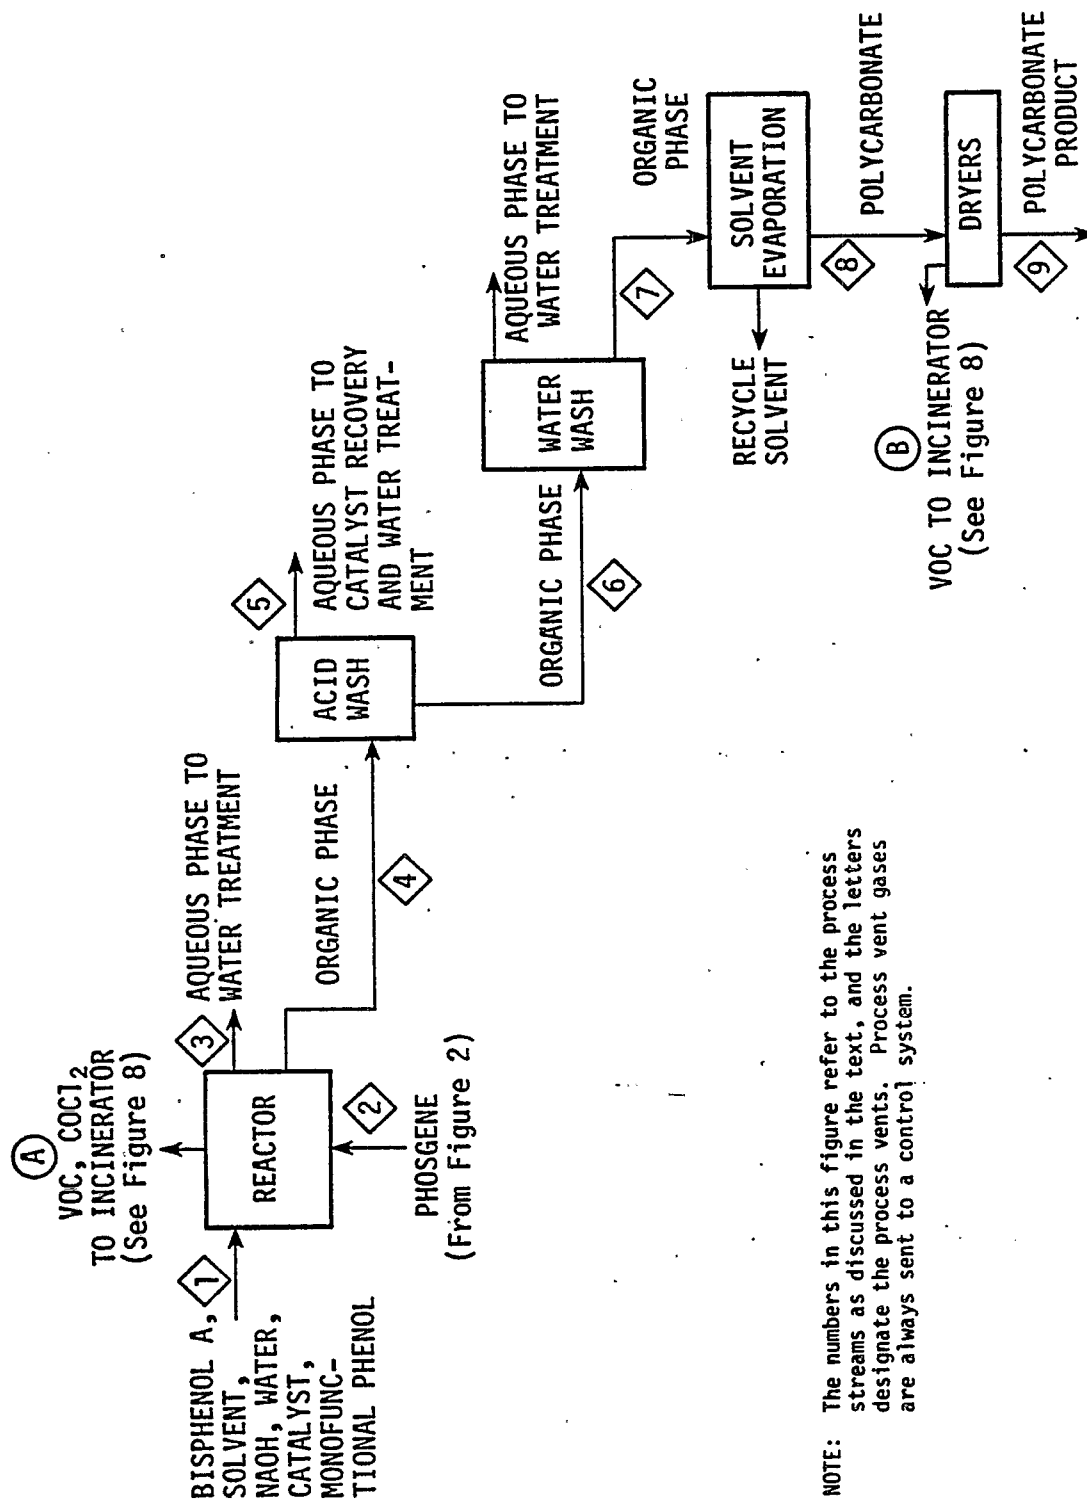 A
VOC, COCl2
TO INCINERATOR
(See Figure 8)
BISPHENOL A,
SOLVENT,
NAOH, WATER,
CATALYST,
MONOFUNC-
TIONAL PHENOL
1
REACTOR
2
PHOSGENE
(From Figure 2)
3
AQUEOUS PHASE TO
WATER TREATMENT
ORGANIC PHASE
4
ACID
WASH
5
AQUEOUS PHASE TO
CATALYST RECOVERY
AND WATER TREAT-
MENT
ORGANIC PHASE
6
WATER
WASH
AQUEOUS PHASE TO
WATER TREATMENT
7
ORGANIC
PHASE
SOLVENT
EVAPORATION
RECYCLE
SOLVENT
8
POLYCARBONATE
B
VOC TO INCINERATOR
(See Figure 8)
DRYERS
9
POLYCARBONATE
PRODUCT
NOTE: The numbers in this figure refer to the process
streams as discussed in the text, and the letters
designate the process vents. Process vent gases
are always sent to a control system.